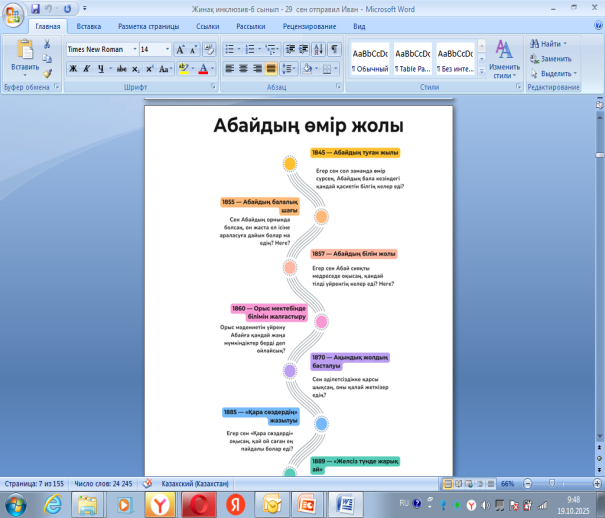 Жинақ инклюзив-6 сынып - 29 сен отправил Иван - Microsoft Word
Главная Вставка Разметка страницы Ссылки Рассылки Рецензирование Вид
Times New Roman 14
Вставить
Ж К Ч abc x₂ x² Aa
AaBbCcDc AaBbCcDc AaBbCcDc
¶ Обычный ¶ Table Pa... ¶ Без инте...
Изменить стили
Найти
Заменить
Выделить
Буфер обмена Шрифт Абзац Стили Редактирование
Абайдың өмір жолы
1845 — Абайдың туған жылы
Егер сен сол заманда өмір
сүрсең, Абайдың бала кезіндегі
қандай қасиетін білгің келер еді?
1855 — Абайдың балалық
шағы
Сен Абайдың орнында
болсаң, он жаста ел ісіне
араласуға дайын болар ма
едің? Неге?
1857 — Абайдың білім жолы
Егер сен Абай сияқты
медреседе оқысаң, қандай
тілді үйренгің келер еді? Неге?
1860 — Орыс мектебінде
білімін жалғастыру
Орыс мәдениетін үйрену
Абайға қандай жаңа
мүмкіндіктер берді деп
ойлайсың?
1870 — Ақындық жолдың
басталуы
Сен әділетсіздікке қарсы
шықсаң, оны қалай жеткізер
едің?
1885 — «Қара сөздердің»
жазылуы
Егер сен «Қара сөздерді»
оқысаң, қай ой саған ең
пайдалы болар еді?
1889 — «Желсіз түнде жарық
ай»
Страница: 7 из 155 Число слов: 24 245 Казахский (Казахстан) 66%
RU 9:48
19.10.2025